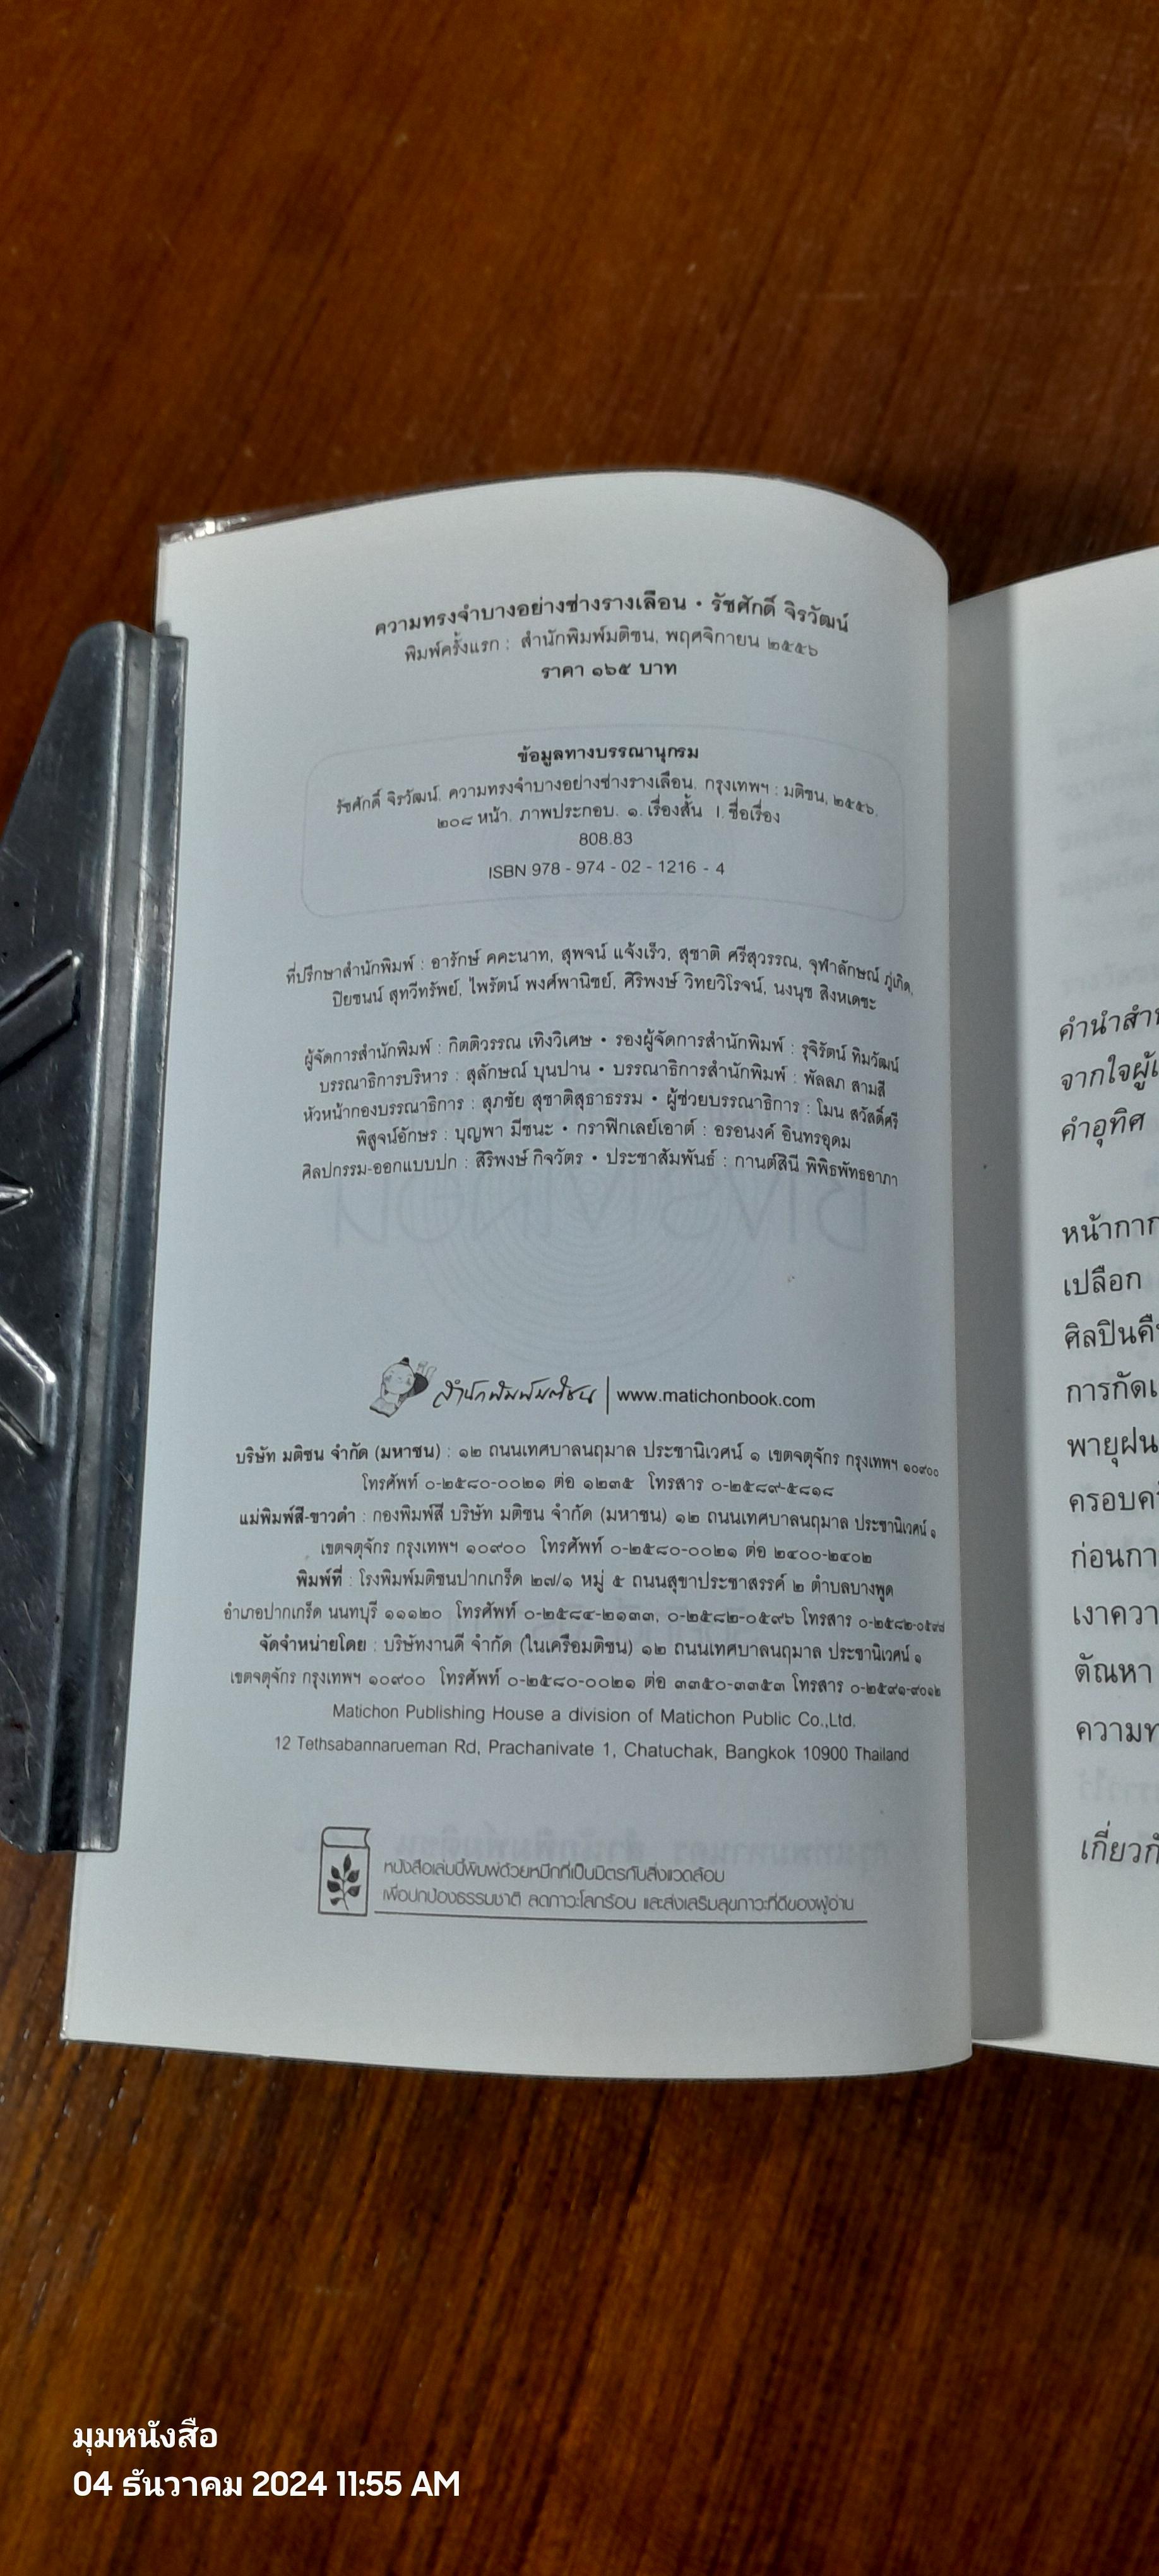 ความทรงจำบางอย่างช่างรางเลือน • รัชศักดิ์ จิรวัฒน์
พิมพ์ครั้งแรก : สำนักพิมพ์มติชน, พฤศจิกายน ๒๕๕๖
ราคา ๑๖๕ บาท
ข้อมูลทางบรรณานุกรม
รัชศักดิ์ จิรวัฒน์. ความทรงจำบางอย่างช่างรางเลือน. กรุงเทพฯ : มติชน, ๒๕๕๖.
๒๐๘ หน้า. ภาพประกอบ. ๑. เรื่องสั้น I. ชื่อเรื่อง
808.83
ISBN 978 - 974 - 02 - 1216 - 4
ที่ปรึกษาสำนักพิมพ์ : อารักษ์ คคะนาท, สุพจน์ แจ้งเร็ว, สุชาติ ศรีสุวรรณ, จุฬาลักษณ์ ภู่เกิด,
ปิยชนน์ สุทวีทรัพย์, ไพรัตน์ พงศ์พานิชย์, ศิริพงษ์ วิทยวิโรจน์, นงนุช สิงหเดชะ
ผู้จัดการสำนักพิมพ์ : กิตติวรรณ เทิงวิเศษ • รองผู้จัดการสำนักพิมพ์ : รุจิรัตน์ ทิมวัฒน์
บรรณาธิการบริหาร : สุลักษณ์ บุนปาน • บรรณาธิการสำนักพิมพ์ : พัลลภ สามสี
หัวหน้ากองบรรณาธิการ : สุภชัย สุชาติสุธาธรรม • ผู้ช่วยบรรณาธิการ : โมน สวัสดิ์ศรี
พิสูจน์อักษร : บุญพา มีชนะ • กราฟิกเลย์เอาต์ : อรอนงค์ อินทรอุดม
ศิลปกรรม-ออกแบบปก : สิริพงษ์ กิจวัตร • ประชาสัมพันธ์ : กานต์สินี พิพิธพัทธอาภา
สำนักพิมพ์มติชน | www.matichonbook.com
บริษัท มติชน จำกัด (มหาชน) : ๑๒ ถนนเทศบาลนฤมาล ประชานิเวศน์ ๑ เขตจตุจักร กรุงเทพฯ ๑๐๙๐๐
โทรศัพท์ ๐-๒๕๘๐-๐๐๒๑ ต่อ ๑๒๓๕ โทรสาร ๐-๒๕๘๙-๕๘๑๘
แม่พิมพ์สี-ขาวดำ : กองพิมพ์สี บริษัท มติชน จำกัด (มหาชน) ๑๒ ถนนเทศบาลนฤมาล ประชานิเวศน์ ๑
เขตจตุจักร กรุงเทพฯ ๑๐๙๐๐ โทรศัพท์ ๐-๒๕๘๐-๐๐๒๑ ต่อ ๒๔๐๐-๒๔๐๒
พิมพ์ที่ : โรงพิมพ์มติชนปากเกร็ด ๒๗/๑ หมู่ ๕ ถนนสุขาประชาสรรค์ ๒ ตำบลบางพูด
อำเภอปากเกร็ด นนทบุรี ๑๑๑๒๐ โทรศัพท์ ๐-๒๕๘๔-๒๑๓๓, ๐-๒๕๘๒-๐๕๙๖ โทรสาร ๐-๒๕๘๒-๐๕๙๗
จัดจำหน่ายโดย : บริษัทงานดี จำกัด (ในเครือมติชน) ๑๒ ถนนเทศบาลนฤมาล ประชานิเวศน์ ๑
เขตจตุจักร กรุงเทพฯ ๑๐๙๐๐ โทรศัพท์ ๐-๒๕๘๐-๐๐๒๑ ต่อ ๓๓๕๐-๓๓๕๓ โทรสาร ๐-๒๕๙๑-๙๐๑๒
Matichon Publishing House a division of Matichon Public Co.,Ltd.
12 Tethsabannarueman Rd, Prachanivate 1, Chatuchak, Bangkok 10900 Thailand
หนังสือเล่มนี้พิมพ์ด้วยหมึกที่เป็นมิตรกับสิ่งแวดล้อม
เพื่อปกป้องธรรมชาติ ลดภาวะโลกร้อน และส่งเสริมสุขภาวะที่ดีของผู้อ่าน
คำนำสำ
จากใจผู้เ
คำอุทิศ
หน้ากาก
เปลือก
ศิลปินคื
การกัดเ
พายุฝน
ครอบคร
ก่อนกา
เงาควา
ตัณหา
ความท
เกี่ยวกั
มุมหนังสือ
04 ธันวาคม 2024 11:55 AM